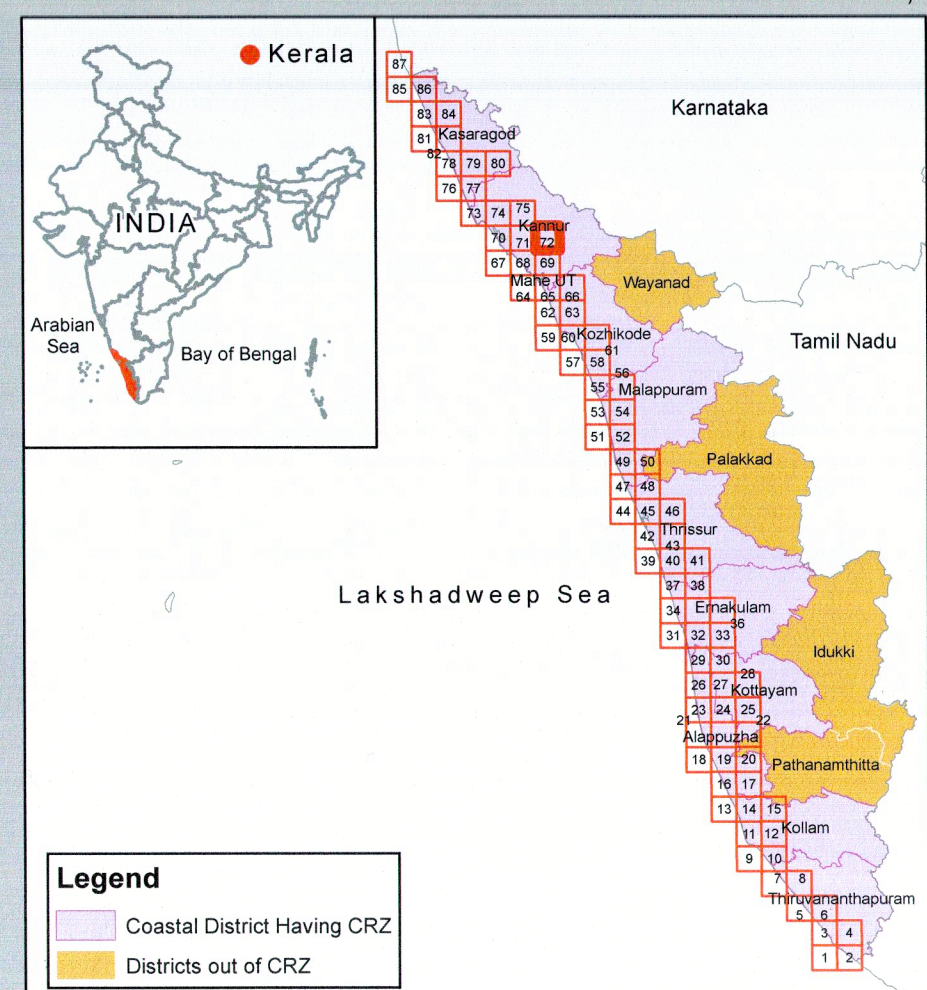 Kerala
INDIA
Arabian
Sea
Bay of Bengal
Karnataka
Tamil Nadu
Lakshadweep Sea
87
85 86
83 84
81 Kasaragod
82
78 79 80
76 77
73 74 75
Kannur
70 71 72
67 68 69
Mahe UT
64 65 66
Wayanad
62 63
59 60 Kozhikode
61
57 58
56
55 Malappuram
53 54
51 52
49 50 Palakkad
47 48
44 45 46
42 Thrissur
43
39 40 41
37 38
34 Ernakulam
36
31 32 33
Idukki
29 30
28
26 27 Kottayam
23 24 25
21 22
Alappuzha
18 19 20 Pathanamthitta
16 17
13 14 15
11 12 Kollam
9 10
7 8
Thiruvananthapuram
5 6
3 4
1 2
Legend
Coastal District Having CRZ
Districts out of CRZ